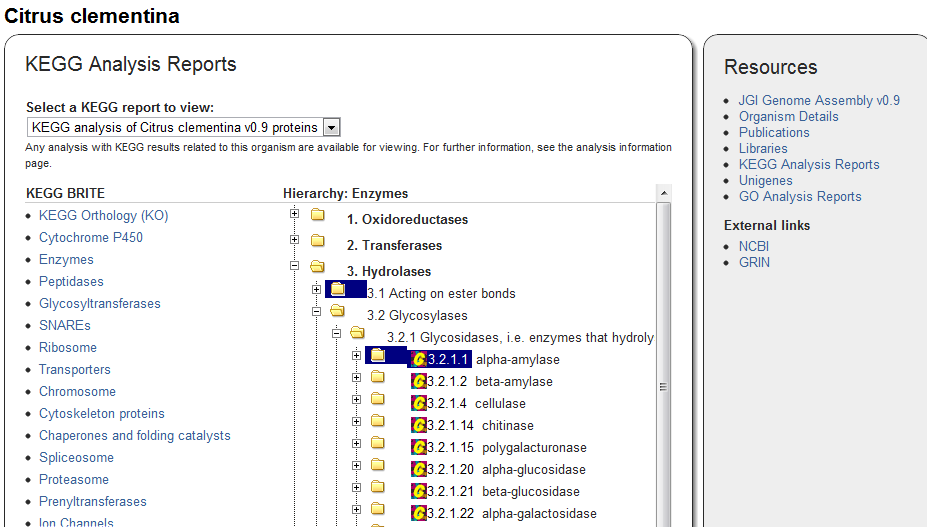 Citrus clementina
KEGG Analysis Reports
Select a KEGG report to view:
KEGG analysis of Citrus clementina v0.9 proteins
Any analysis with KEGG results related to this organism are available for viewing. For further information, see the analysis information
page.
KEGG BRITE
KEGG Orthology (KO)
Cytochrome P450
Enzymes
Peptidases
Glycosyltransferases
SNAREs
Ribosome
Transporters
Chromosome
Cytoskeleton proteins
Chaperones and folding catalysts
Spliceosome
Proteasome
Prenyltransferases
Ion Channels
Hierarchy: Enzymes
1. Oxidoreductases
2. Transferases
3. Hydrolases
3.1 Acting on ester bonds
3.2 Glycosylases
3.2.1 Glycosidases, i.e. enzymes that hydroly
G 3.2.1.1 alpha-amylase
G 3.2.1.2 beta-amylase
G 3.2.1.4 cellulase
G 3.2.1.14 chitinase
G 3.2.1.15 polygalacturonase
G 3.2.1.20 alpha-glucosidase
G 3.2.1.21 beta-glucosidase
G 3.2.1.22 alpha-galactosidase
Resources
JGI Genome Assembly v0.9
Organism Details
Publications
Libraries
KEGG Analysis Reports
Unigenes
GO Analysis Reports
External links
NCBI
GRIN